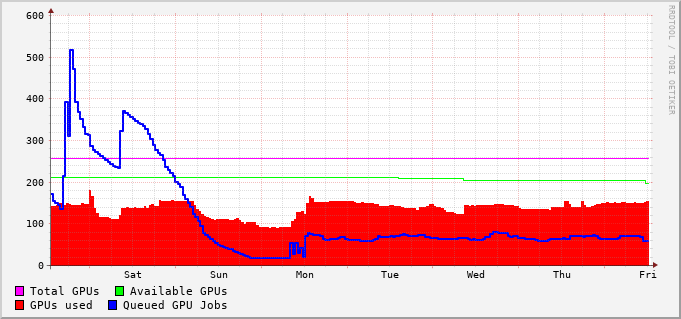 600
500
400
300
200
100
0
Sat Sun Mon Tue Wed Thu Fri
Total GPUs Available GPUs
GPUs used Queued GPU Jobs
RRDTOOL / TOBI OETIKER